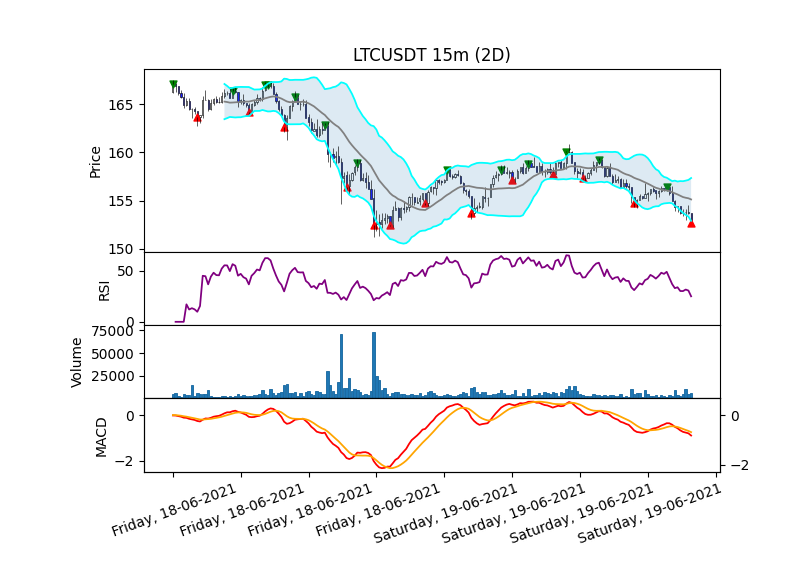 LTCUSDT 15m (2D)
Price
165
160
155
150
RSI
50
0
Volume
75000
50000
25000
MACD
0
−2
0
−2
Friday, 18-06-2021
Friday, 18-06-2021
Friday, 18-06-2021
Friday, 18-06-2021
Saturday, 19-06-2021
Saturday, 19-06-2021
Saturday, 19-06-2021
Saturday, 19-06-2021